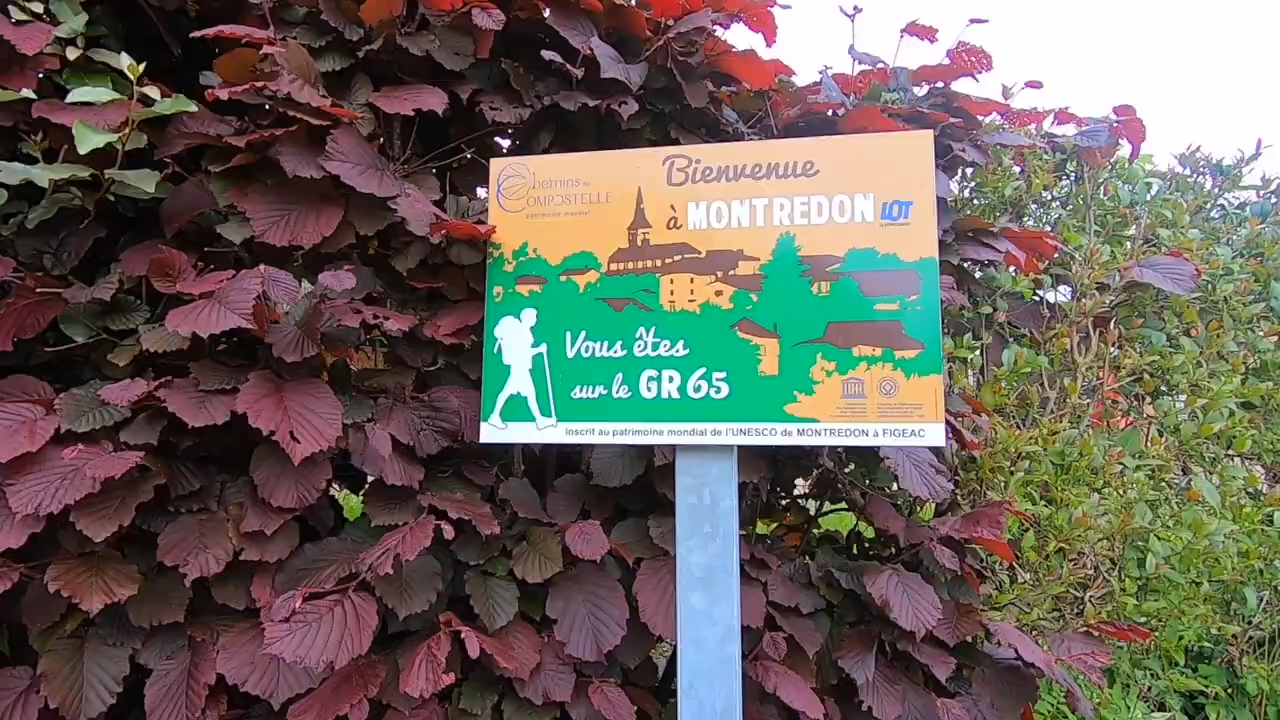 Chemins de
COMPOSTELLE
patrimoine mondial
Bienvenue
à MONTREDON
LOT
Vous êtes
sur le GR 65
inscrit au patrimoine mondial de l'UNESCO de MONTREDON à FIGEAC